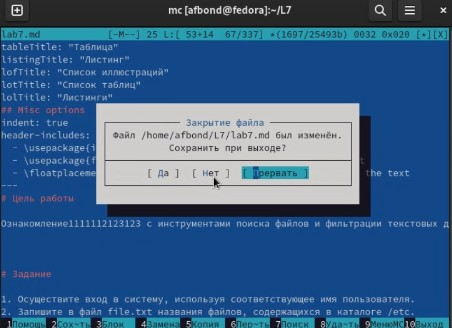 mc [afbond@fedora]:~/L7
lab7.md [-M--] 25 L:[ 53+14 67/337] *(1697/25493b) 0032 0x020 [*][X]
tableTitle: "Таблица"
listingTitle: "Листинг"
lofTitle: "Список иллюстраций"
lotTitle: "Список таблиц"
lolTitle: "Листинги"
## Misc options
indent: true
header-includes:
- \usepackage{i
- \usepackage{f
- \floatplaceme
the text
---
Закрытие файла
Файл /home/afbond/L7/lab7.md был изменён.
Сохранить при выходе?
[ Да ] [ Нет ] [ Прервать ]
# Цель работы
Ознакомление1111112123123 с инструментами поиска файлов и фильтрации текстовых д
# Задание
1. Осуществите вход в систему, используя соответствующее имя пользователя.
2. Запишите в файл file.txt названия файлов, содержащихся в каталоге /etc.
1Помощь 2Сох~ть 3Блок 4Замена 5Копия 6Пер~ть 7Поиск 8Уда~ть 9МенюMC 10Выход